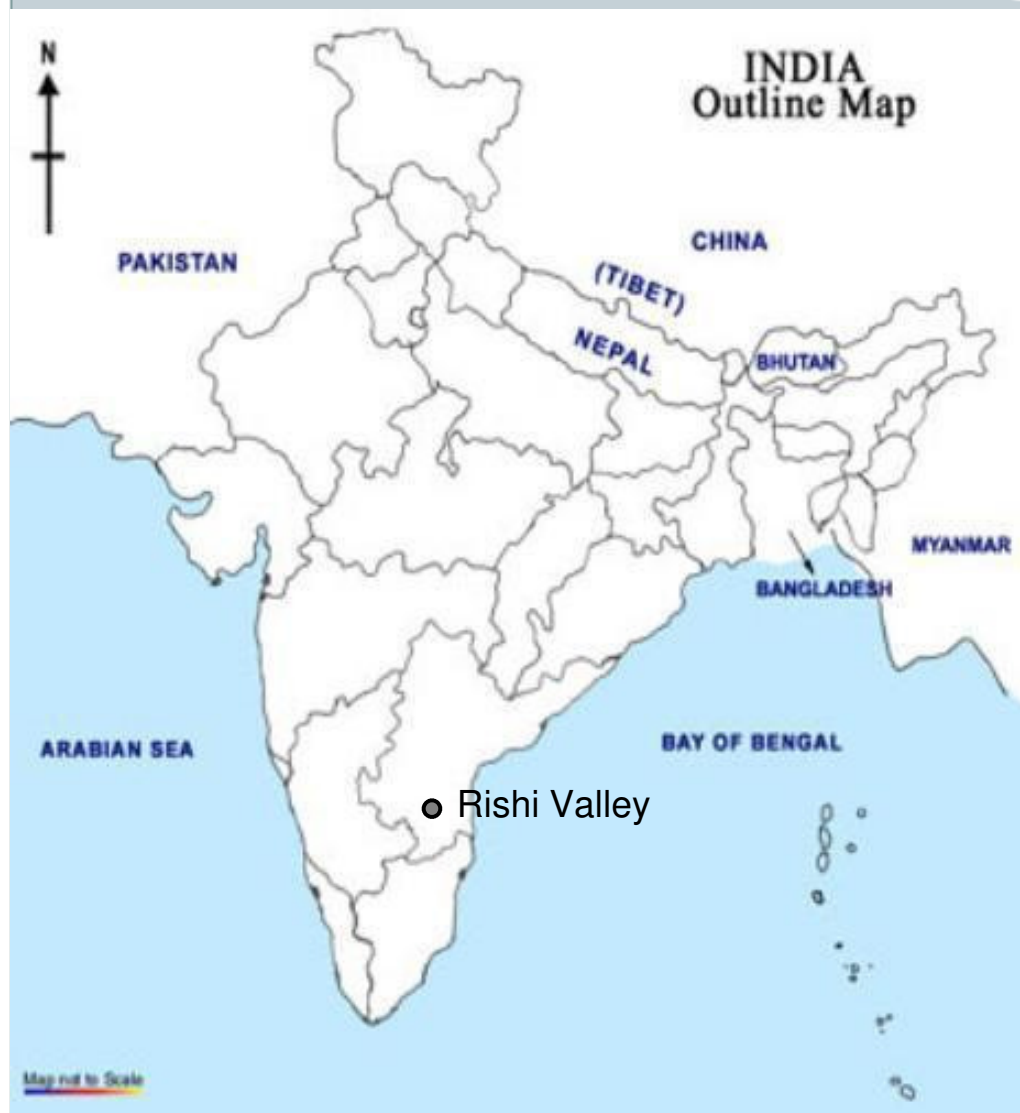 N
INDIA
Outline Map
CHINA
PAKISTAN
(TIBET)
NEPAL
BHUTAN
MYANMAR
BANGLADESH
ARABIAN SEA
BAY OF BENGAL
Rishi Valley
Map not to Scale